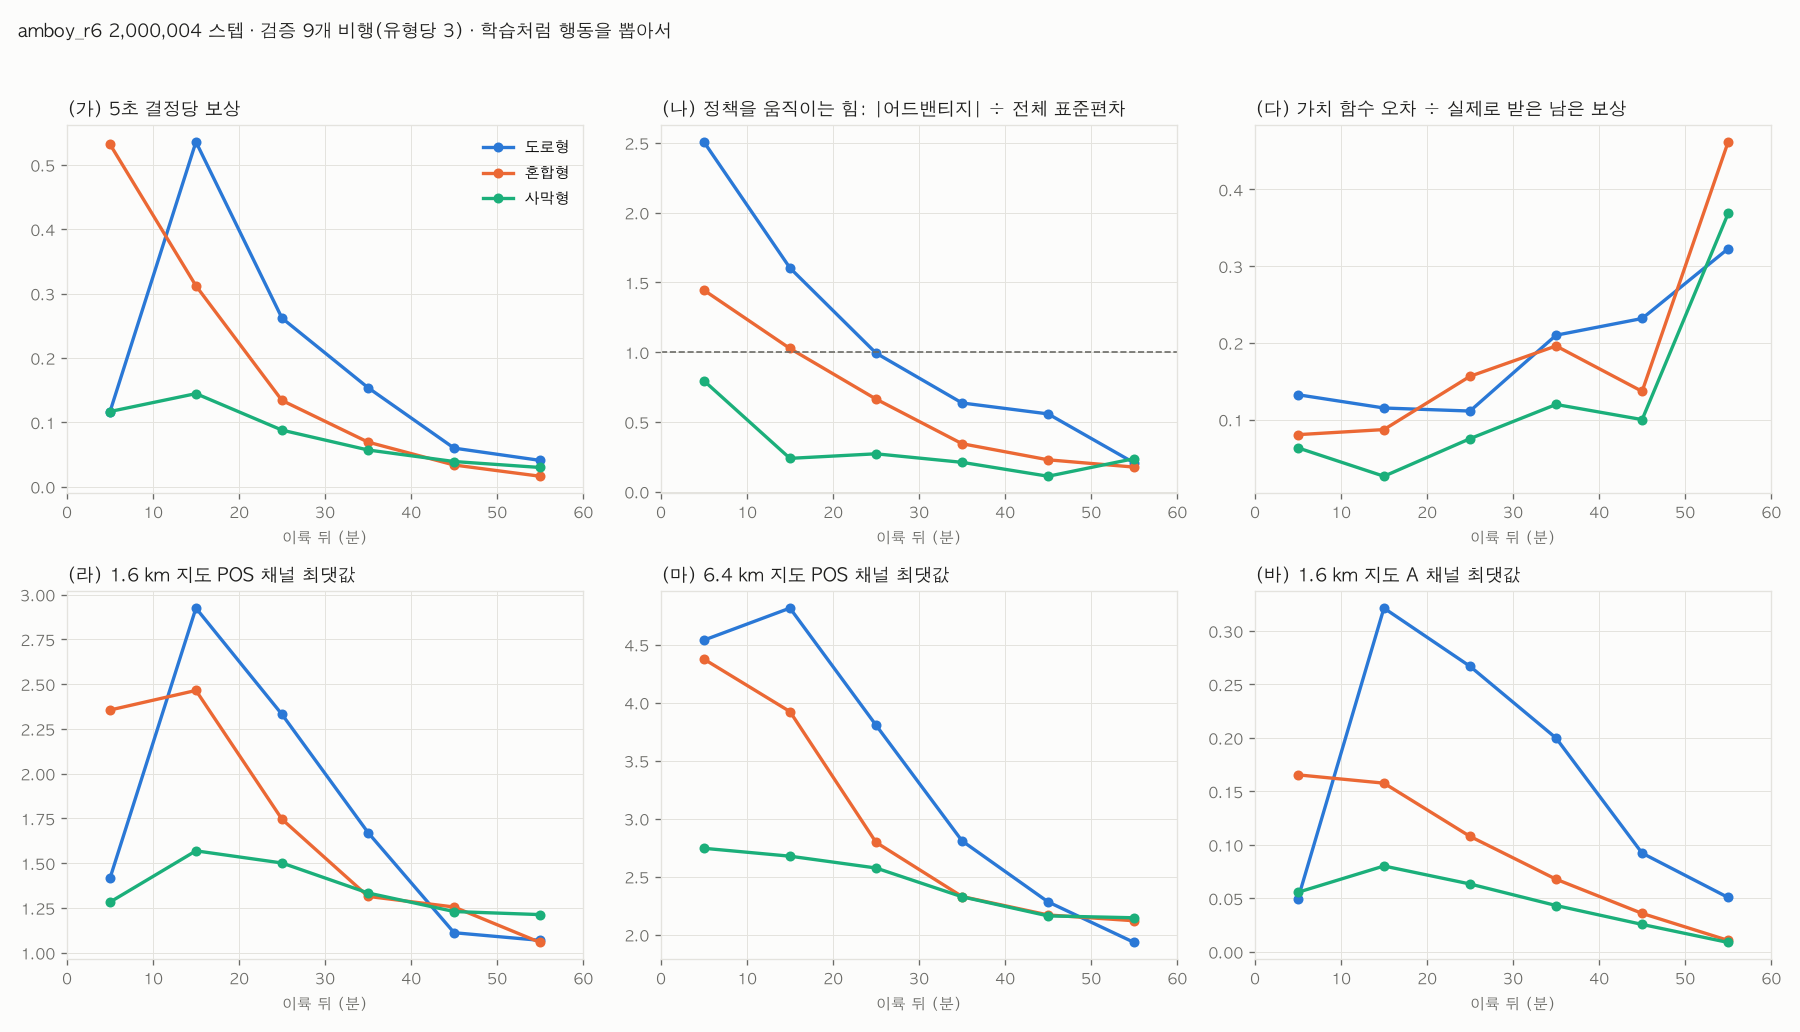 amboy_r6 2,000,004 스텝 · 검증 9개 비행(유형당 3) · 학습처럼 행동을 뽑아서
(가) 5초 결정당 보상
0.5
0.4
0.3
0.2
0.1
0.0
도로형
혼합형
사막형
0 10 20 30 40 50 60
이륙 뒤 (분)
(나) 정책을 움직이는 힘: |어드밴티지| ÷ 전체 표준편차
2.5
2.0
1.5
1.0
0.5
0.0
0 10 20 30 40 50 60
이륙 뒤 (분)
(다) 가치 함수 오차 ÷ 실제로 받은 남은 보상
0.4
0.3
0.2
0.1
0 10 20 30 40 50 60
이륙 뒤 (분)
(라) 1.6 km 지도 POS 채널 최댓값
3.00
2.75
2.50
2.25
2.00
1.75
1.50
1.25
1.00
0 10 20 30 40 50 60
이륙 뒤 (분)
(마) 6.4 km 지도 POS 채널 최댓값
4.5
4.0
3.5
3.0
2.5
2.0
0 10 20 30 40 50 60
이륙 뒤 (분)
(바) 1.6 km 지도 A 채널 최댓값
0.30
0.25
0.20
0.15
0.10
0.05
0.00
0 10 20 30 40 50 60
이륙 뒤 (분)